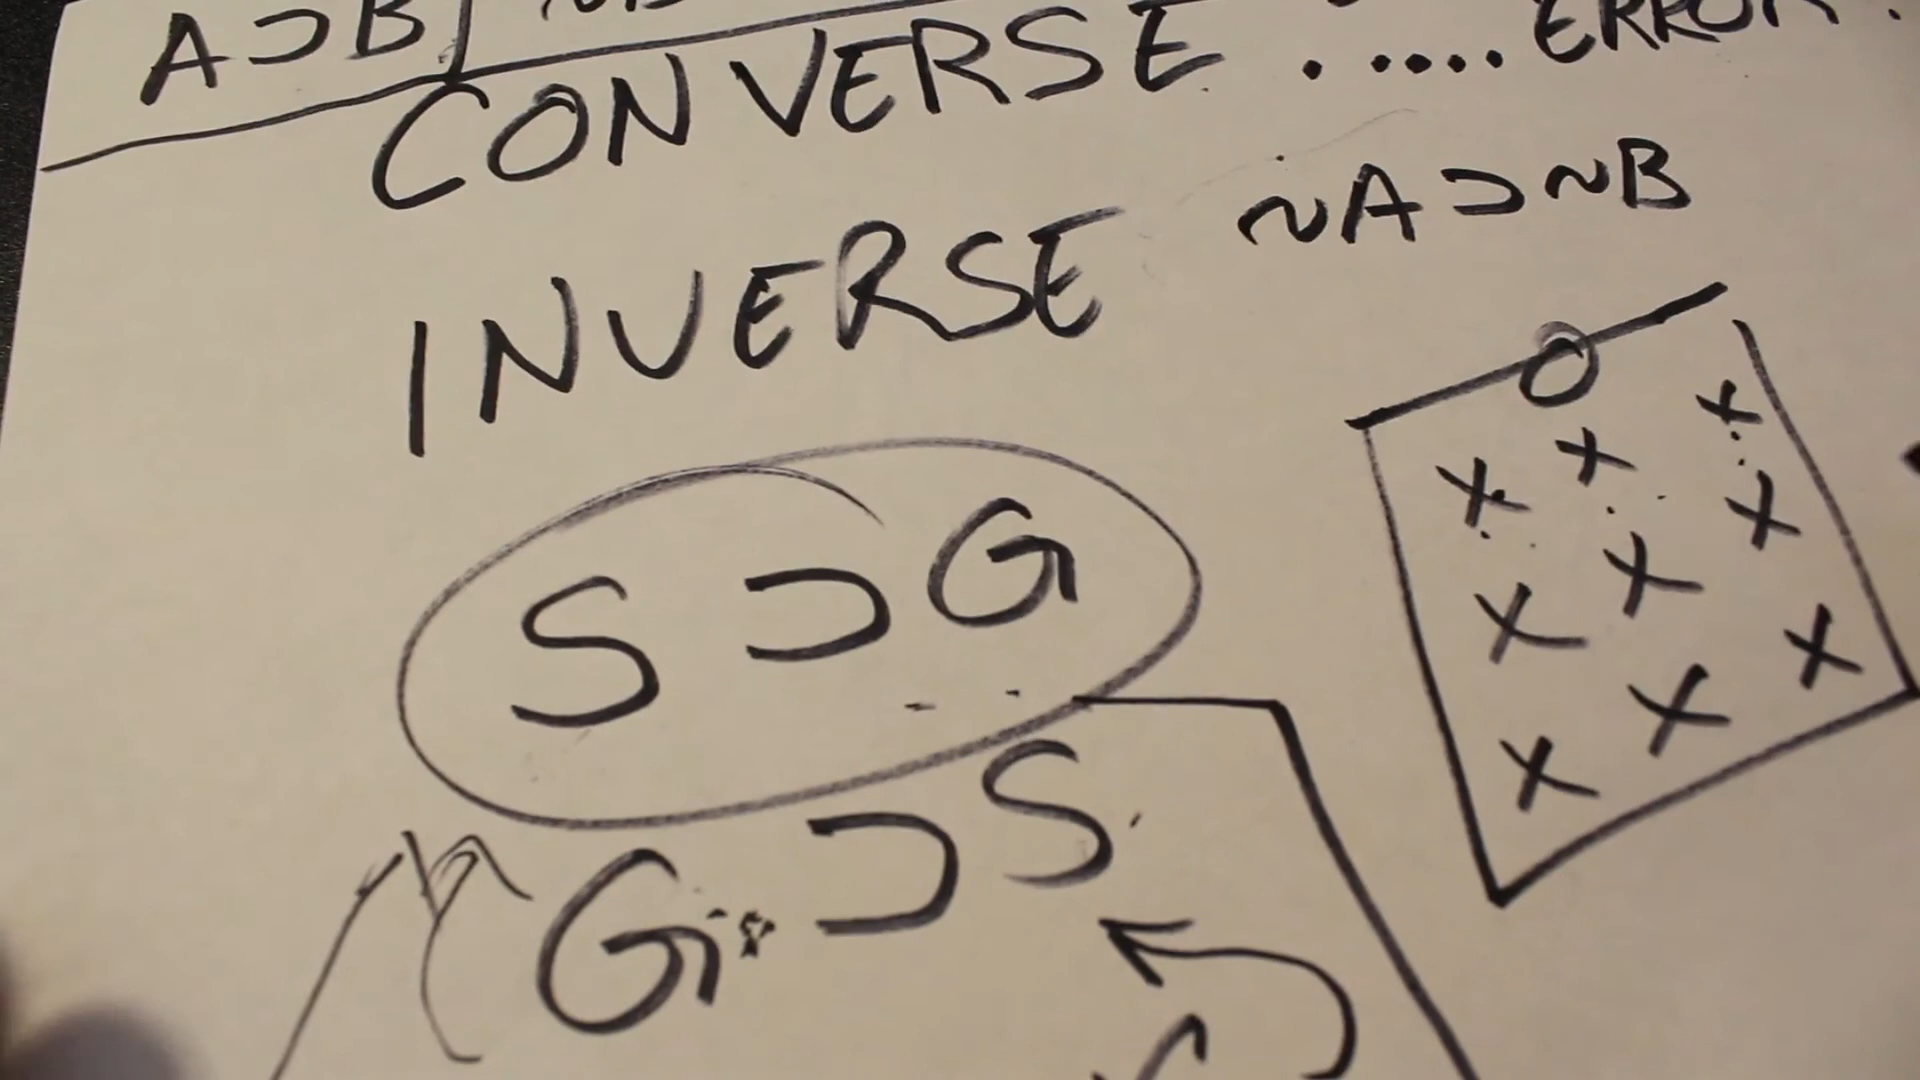 A ⊃ B ~B
CONVERSE ...... ERROR.
INVERSE ~A ⊃ ~B
O
X X X
X X X
X X X
X
S ⊃ G
G ⊃ S